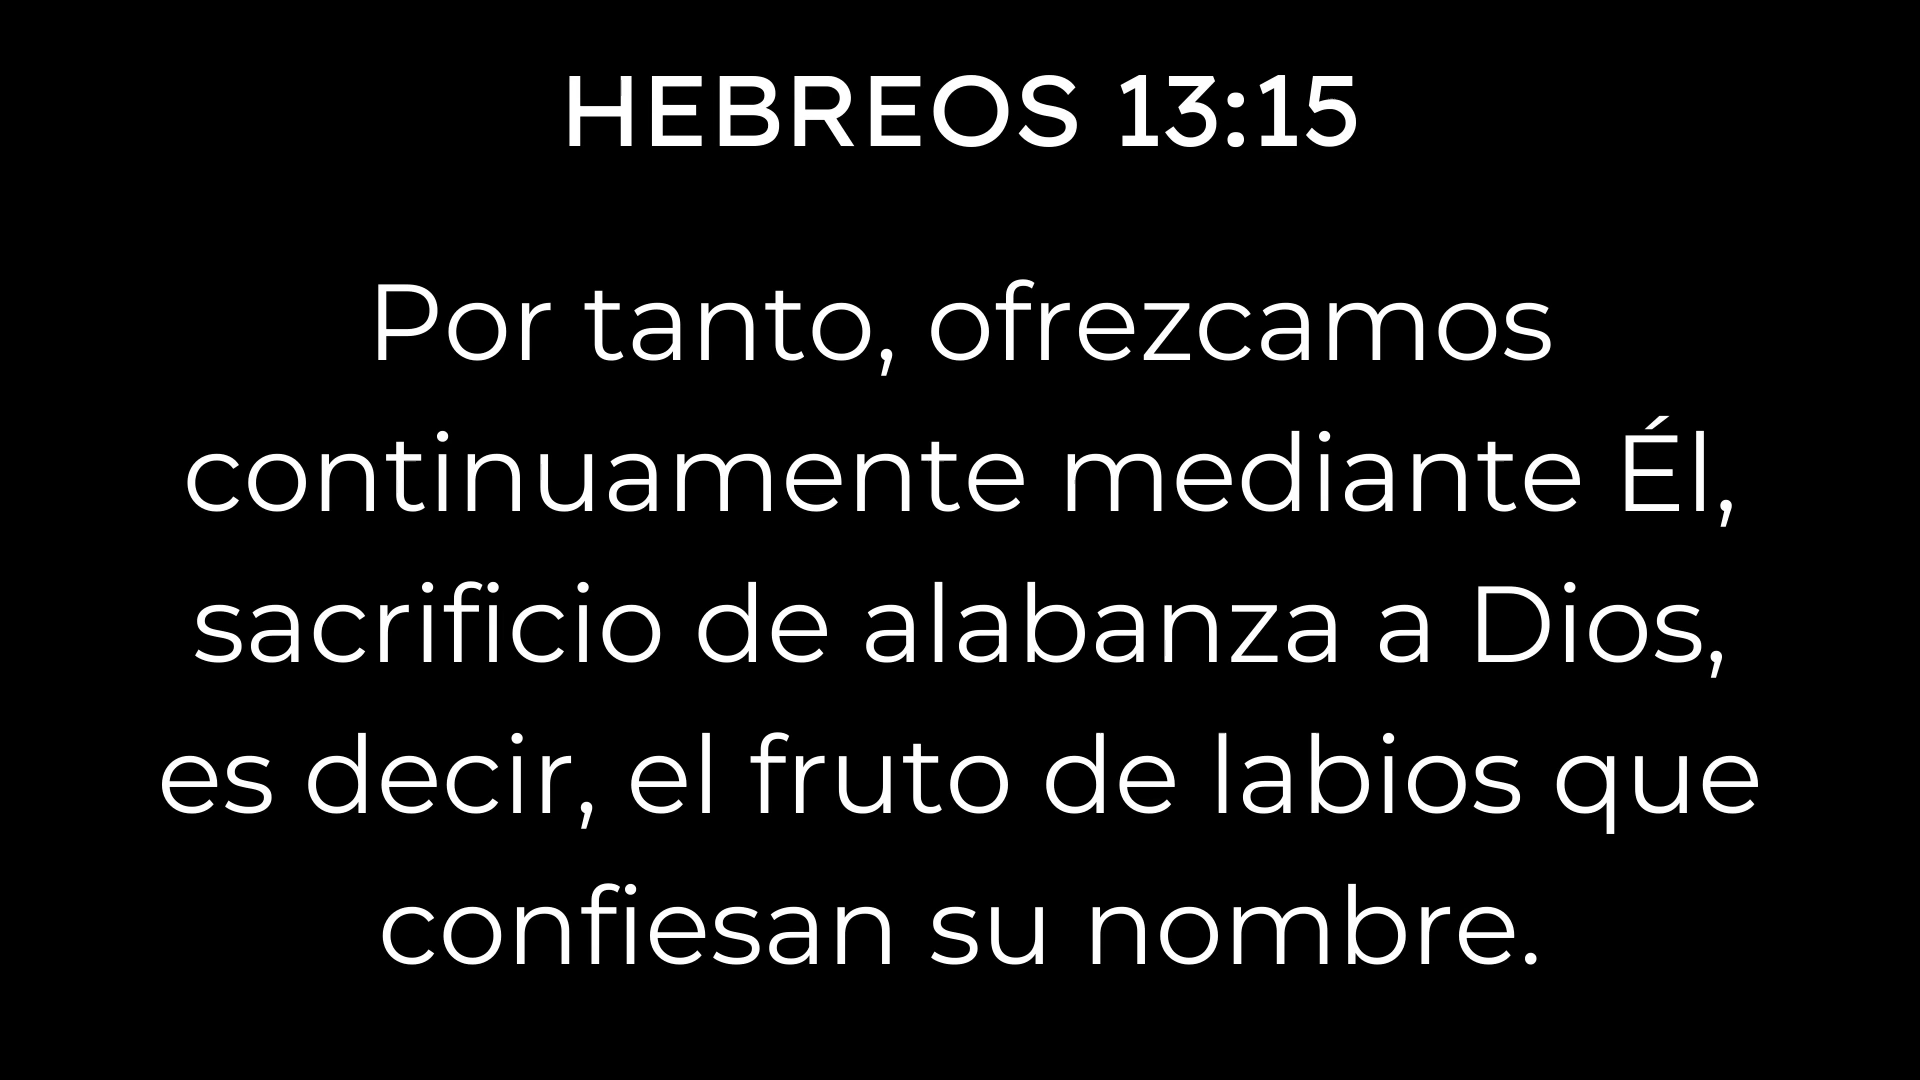 HEBREOS 13:15
Por tanto, ofrezcamos
continuamente mediante Él,
sacrificio de alabanza a Dios,
es decir, el fruto de labios que
confiesan su nombre.